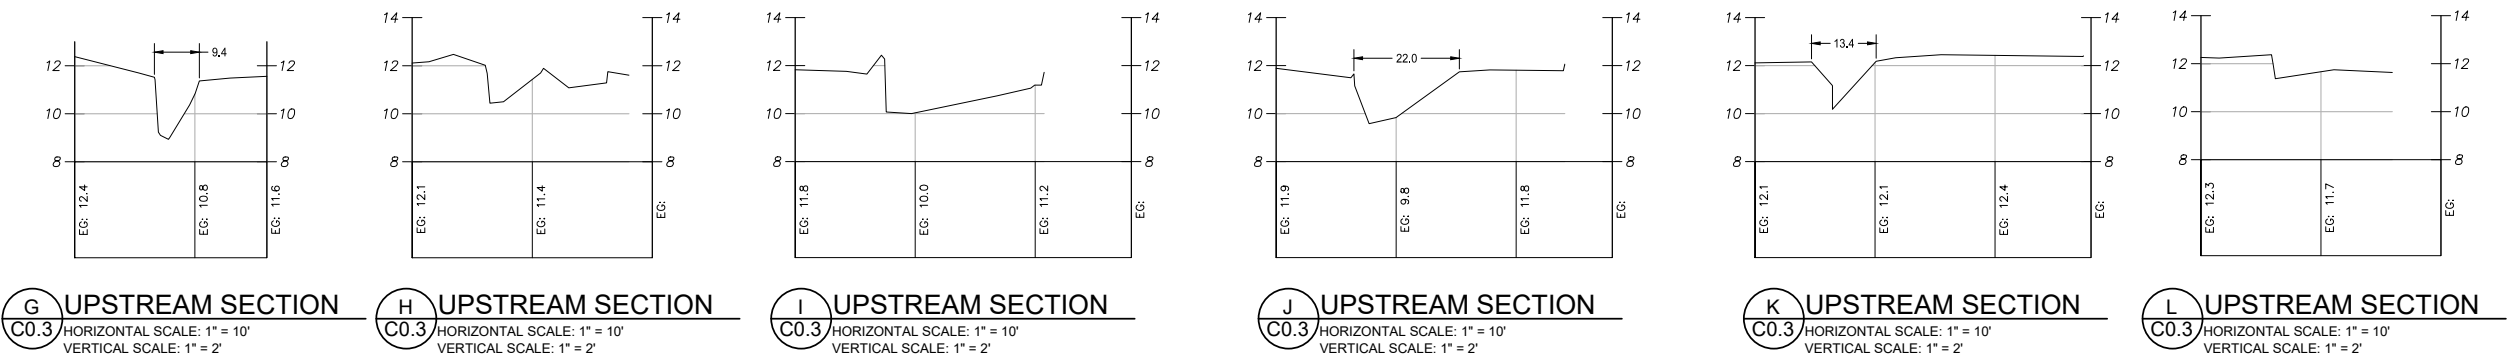 12
10
8
12
10
8
9.4
EG: 12.4
EG: 10.8
EG: 11.6
G
C0.3
UPSTREAM SECTION
HORIZONTAL SCALE: 1" = 10'
VERTICAL SCALE: 1" = 2'
14
12
10
8
14
12
10
8
EG: 12.1
EG: 11.4
EG:
H
C0.3
UPSTREAM SECTION
HORIZONTAL SCALE: 1" = 10'
VERTICAL SCALE: 1" = 2'
14
12
10
8
14
12
10
8
EG: 11.8
EG: 10.0
EG: 11.2
EG:
I
C0.3
UPSTREAM SECTION
HORIZONTAL SCALE: 1" = 10'
VERTICAL SCALE: 1" = 2'
14
12
10
8
14
12
10
8
22.0
EG: 11.9
EG: 9.8
EG: 11.8
EG:
J
C0.3
UPSTREAM SECTION
HORIZONTAL SCALE: 1" = 10'
VERTICAL SCALE: 1" = 2'
14
12
10
8
14
12
10
8
13.4
EG: 12.1
EG: 12.1
EG: 12.4
EG:
K
C0.3
UPSTREAM SECTION
HORIZONTAL SCALE: 1" = 10'
VERTICAL SCALE: 1" = 2'
14
12
10
8
14
12
10
8
EG: 12.3
EG: 11.7
EG:
L
C0.3
UPSTREAM SECTION
HORIZONTAL SCALE: 1" = 10'
VERTICAL SCALE: 1" = 2'